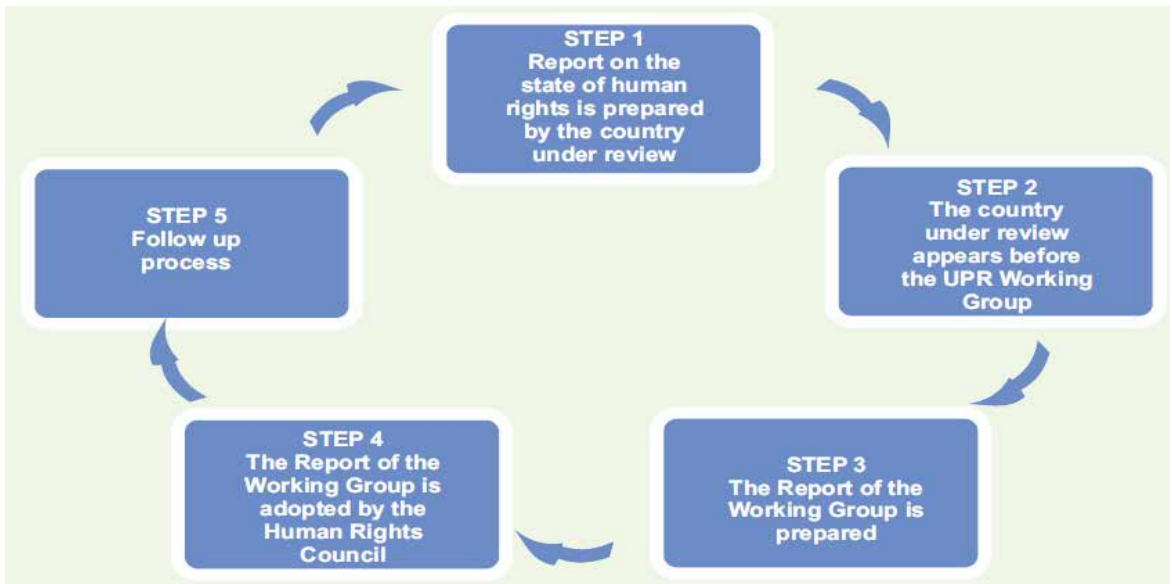 STEP 1
Report on the
state of human
rights is prepared
by the country
under review
STEP 2
The country
under review
appears before
the UPR Working
Group
STEP 3
The Report of the
Working Group is
prepared
STEP 4
The Report of the
Working Group is
adopted by the
Human Rights
Council
STEP 5
Follow up
process